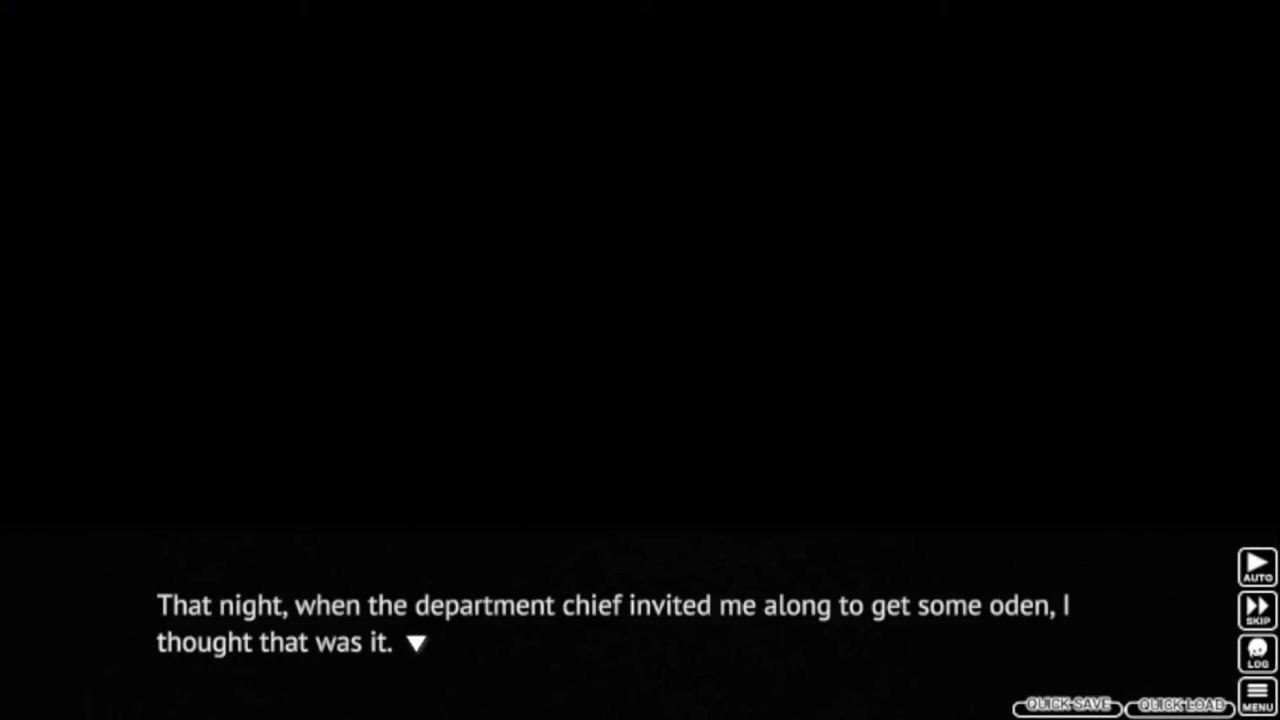 That night, when the department chief invited me along to get some oden, I
thought that was it.
AUTO
SKIP
LOG
MENU
QUICK SAVE QUICK LOAD